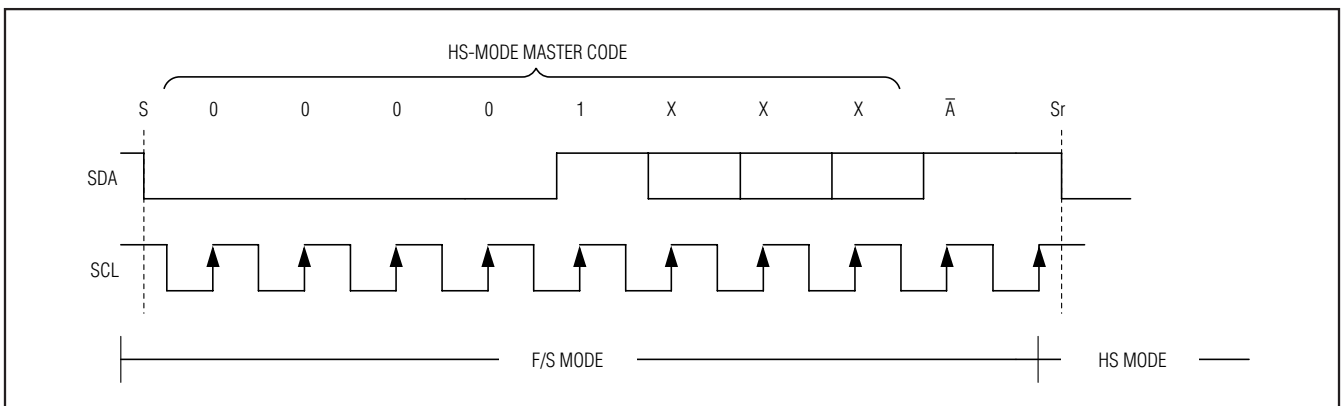 HS-MODE MASTER CODE
S 0 0 0 0 1 X X X A̅ Sr
SDA
SCL
F/S MODE HS MODE